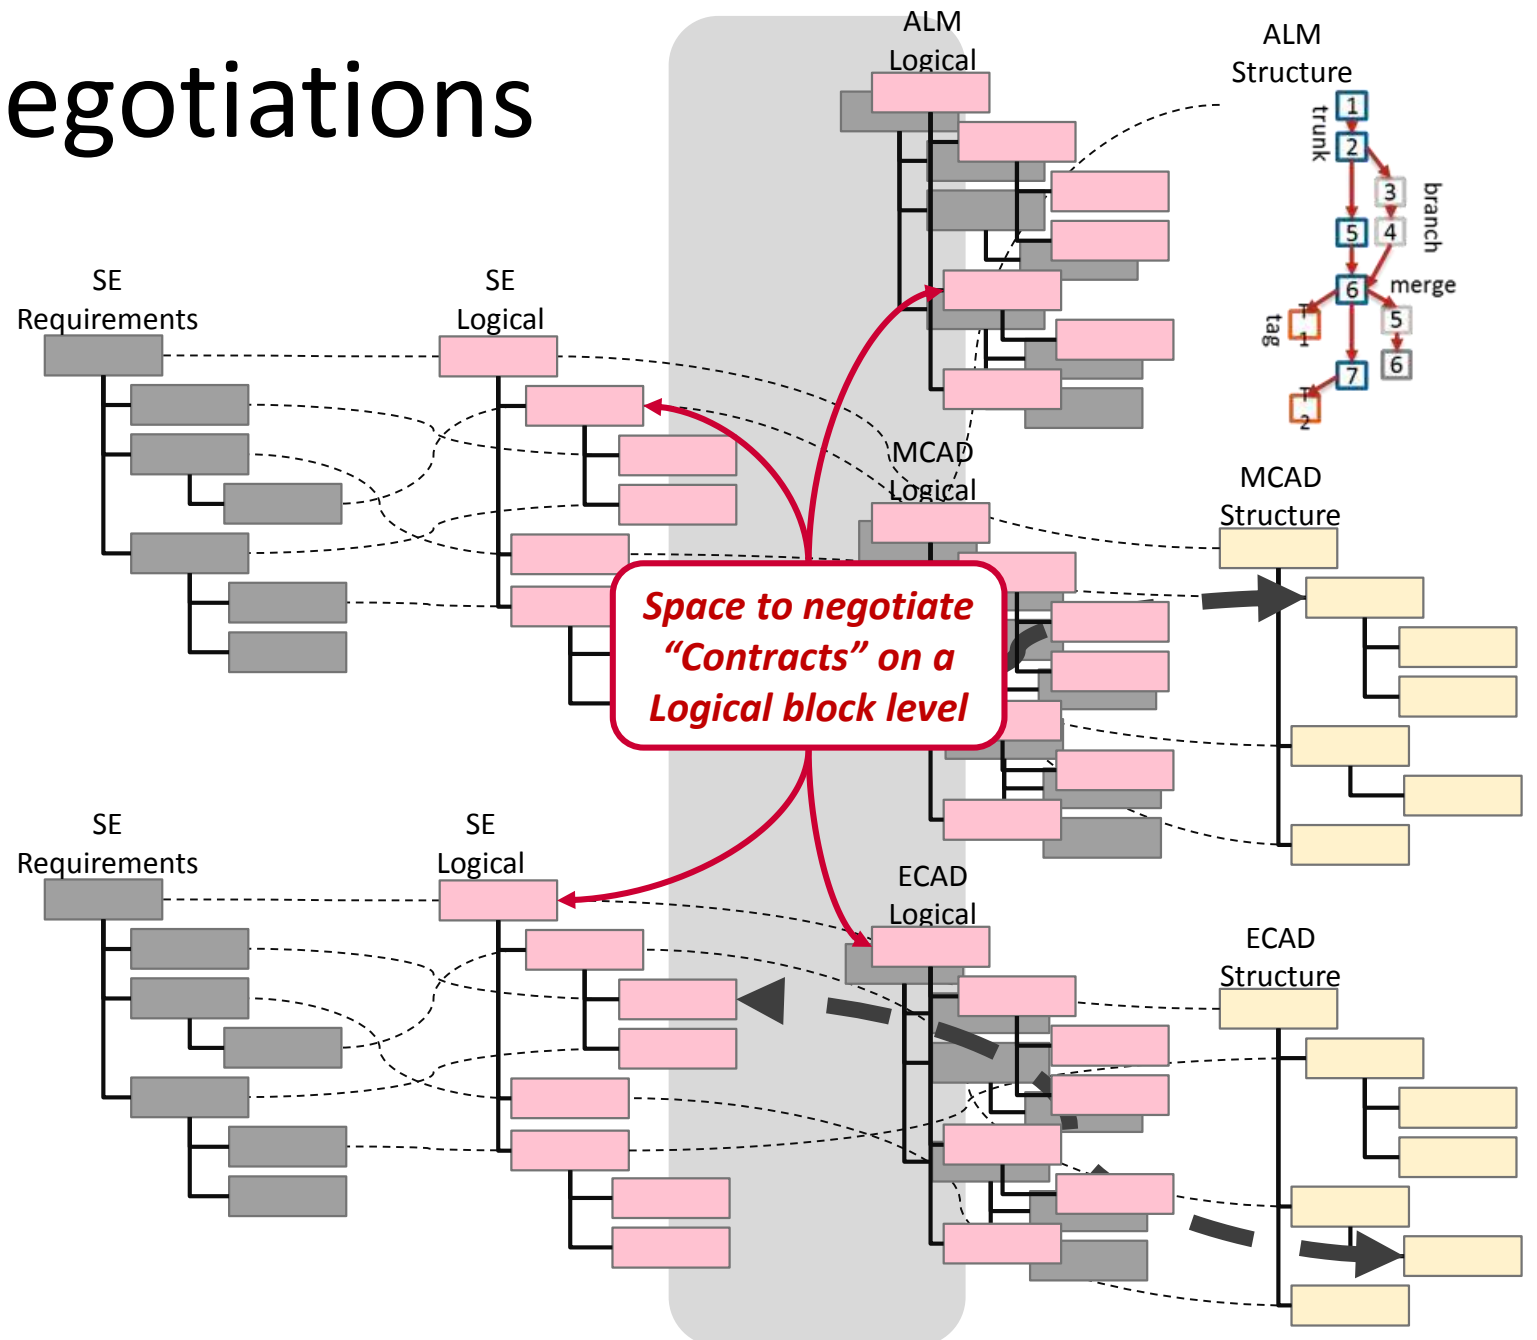 egotiations
ALM
Logical
ALM
Structure
1
trunk
2
3
branch
5
4
6
merge
tag
T
1
5
6
7
T
2
SE
Requirements
SE
Logical
MCAD
Logical
MCAD
Structure
Space to negotiate
“Contracts” on a
Logical block level
SE
Requirements
SE
Logical
ECAD
Logical
ECAD
Structure